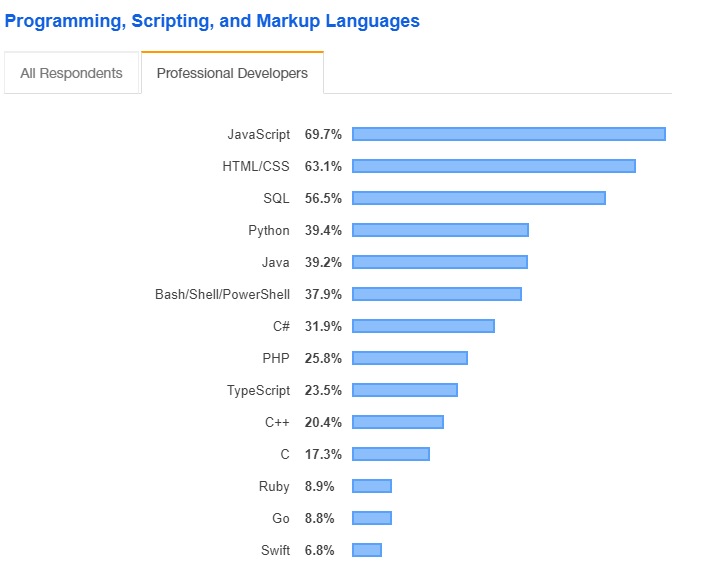 Programming, Scripting, and Markup Languages
All Respondents Professional Developers
JavaScript 69.7%
HTML/CSS 63.1%
SQL 56.5%
Python 39.4%
Java 39.2%
Bash/Shell/PowerShell 37.9%
C# 31.9%
PHP 25.8%
TypeScript 23.5%
C++ 20.4%
C 17.3%
Ruby 8.9%
Go 8.8%
Swift 6.8%